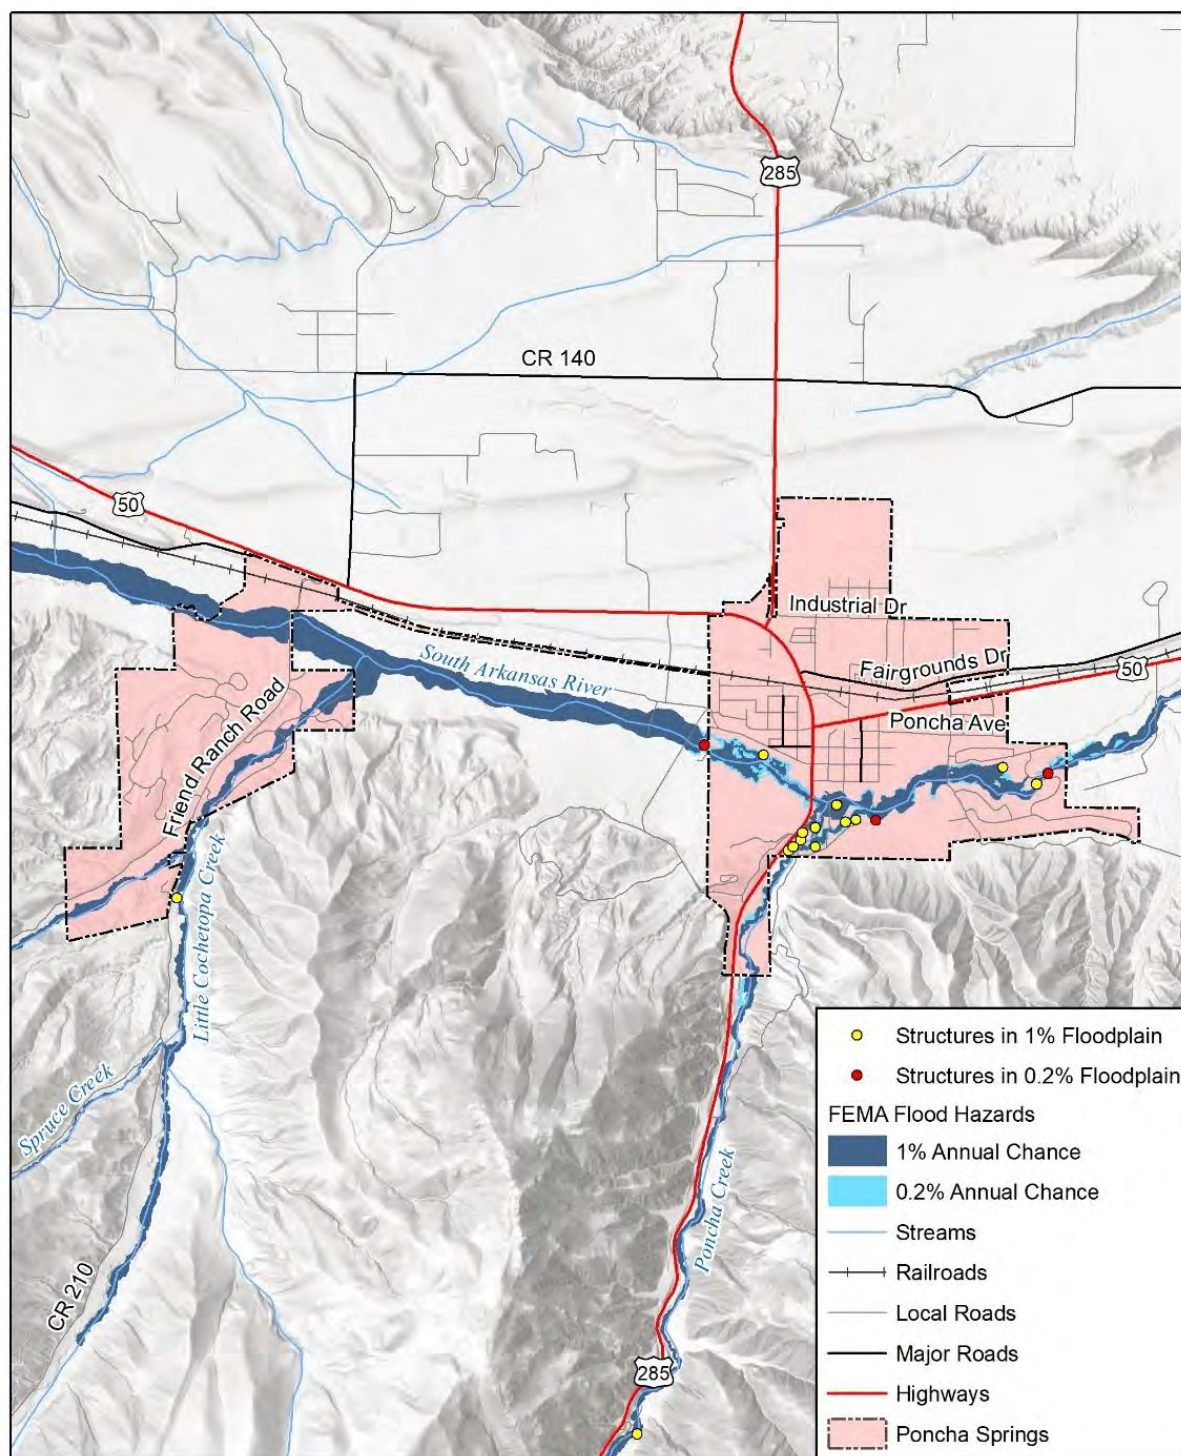 285
CR 140
50
Industrial Dr
Fairgrounds Dr
50
South Arkansas River
Poncha Ave
Friend Ranch Road
Little Cochetopa Creek
Spruce Creek
Poncha Creek
CR 210
285
Structures in 1% Floodplain
Structures in 0.2% Floodplain
FEMA Flood Hazards
1% Annual Chance
0.2% Annual Chance
Streams
Railroads
Local Roads
Major Roads
Highways
Poncha Springs